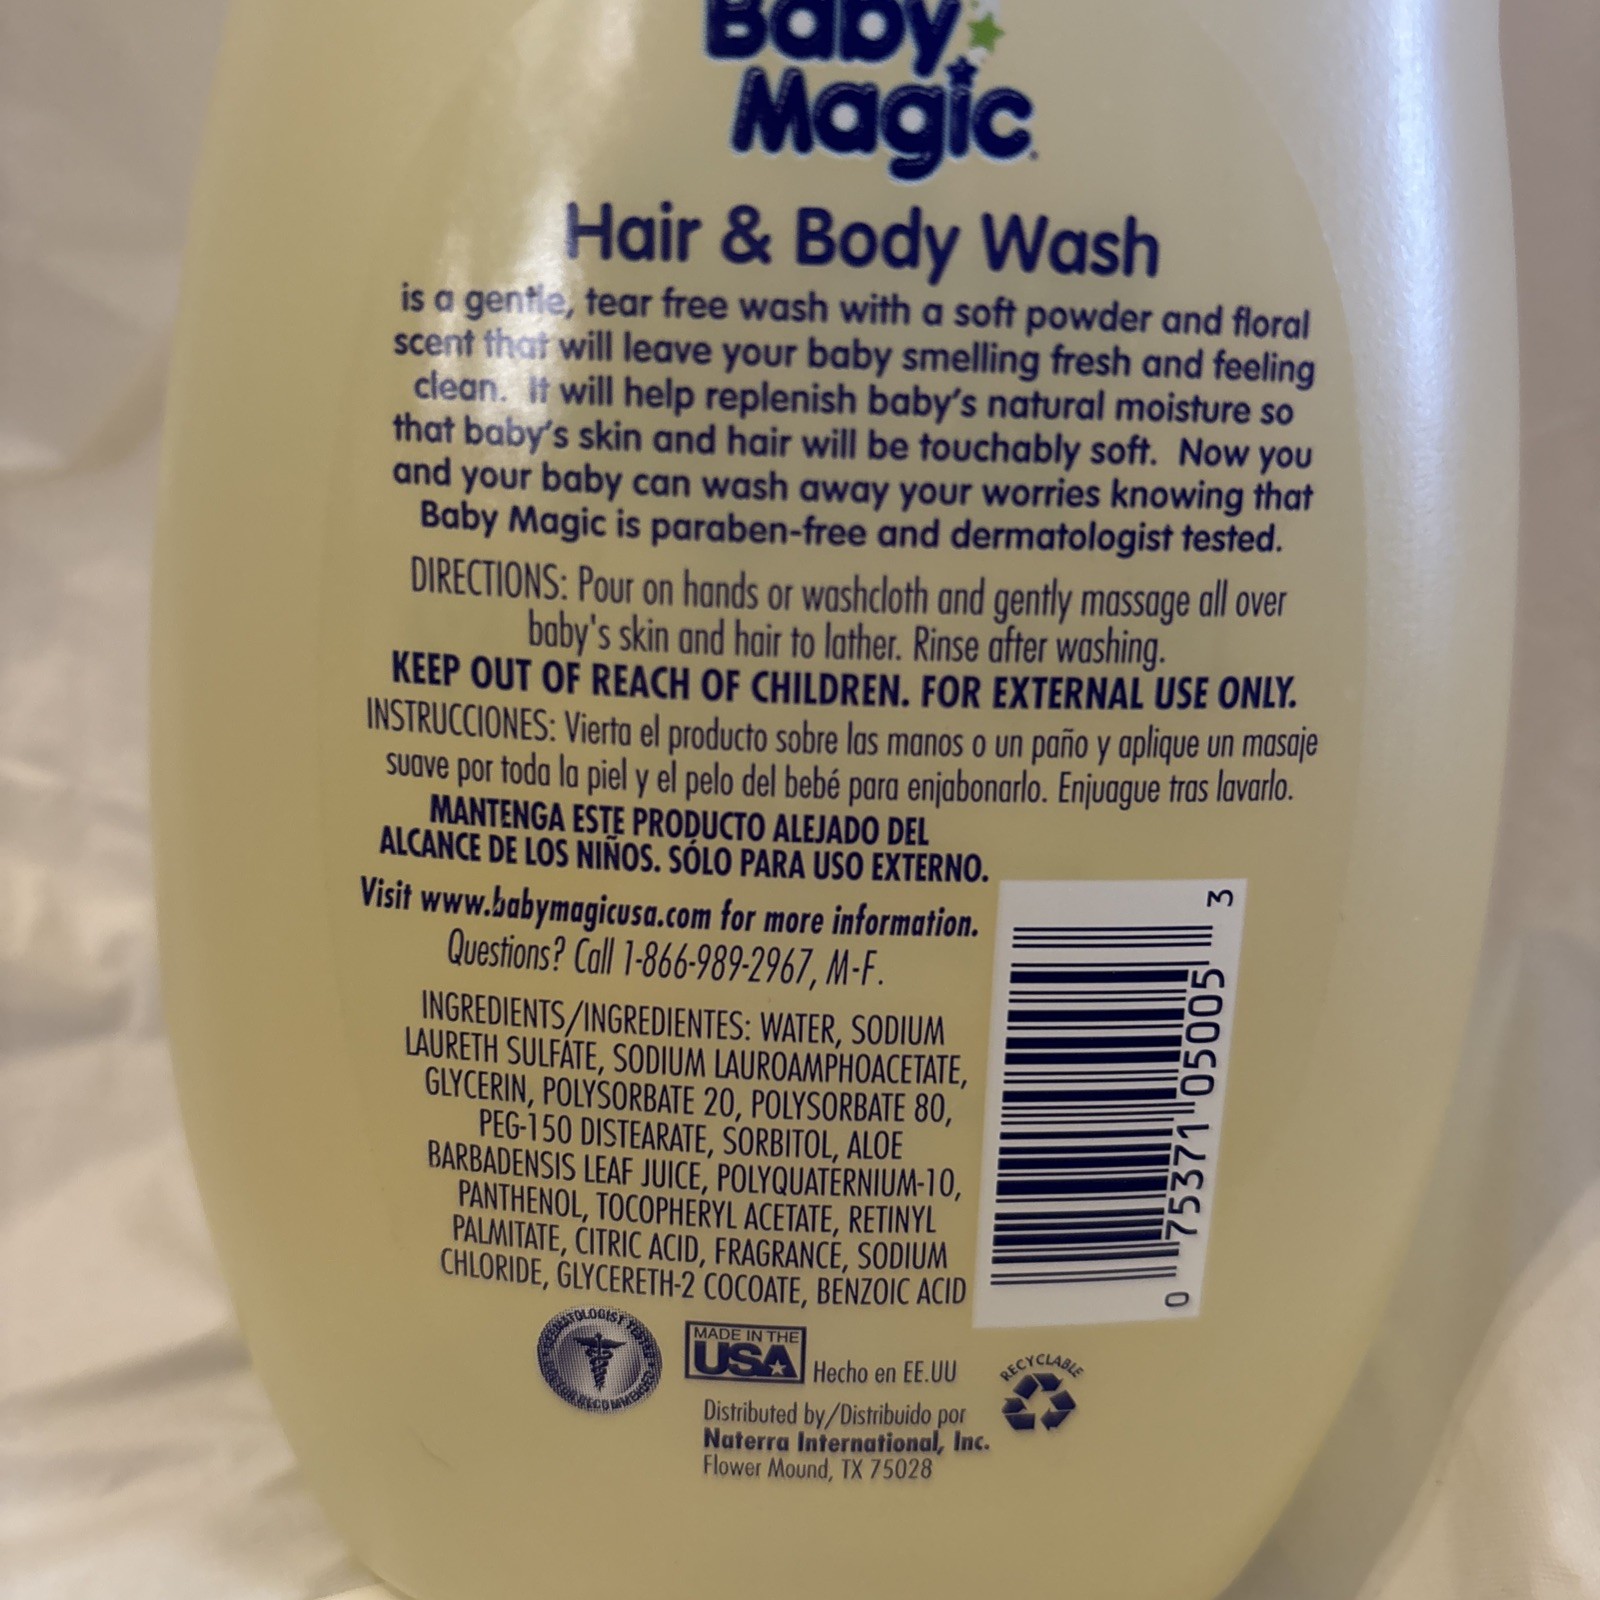 Baby
Magic
Hair & Body Wash
is a gentle, tear free wash with a soft powder and floral
scent that will leave your baby smelling fresh and feeling
clean. It will help replenish baby's natural moisture so
that baby's skin and hair will be touchably soft. Now you
and your baby can wash away your worries knowing that
Baby Magic is paraben-free and dermatologist tested.
DIRECTIONS: Pour on hands or washcloth and gently massage all over
baby's skin and hair to lather. Rinse after washing.
KEEP OUT OF REACH OF CHILDREN. FOR EXTERNAL USE ONLY.
INSTRUCCIONES: Vierta el producto sobre las manos o un paño y aplique un masaje
suave por toda la piel y el pelo del bebé para enjabonarlo. Enjuague tras lavarlo.
MANTENGA ESTE PRODUCTO ALEJADO DEL
ALCANCE DE LOS NIÑOS. SÓLO PARA USO EXTERNO.
Visit www.babymagicusa.com for more information.
Questions? Call 1-866-989-2967, M-F.
INGREDIENTS/INGREDIENTES: WATER, SODIUM
LAURETH SULFATE, SODIUM LAUROAMPHOACETATE,
GLYCERIN, POLYSORBATE 20, POLYSORBATE 80,
PEG-150 DISTEARATE, SORBITOL, ALOE
BARBADENSIS LEAF JUICE, POLYQUATERNIUM-10,
PANTHENOL, TOCOPHERYL ACETATE, RETINYL
PALMITATE, CITRIC ACID, FRAGRANCE, SODIUM
CHLORIDE, GLYCERETH-2 COCOATE, BENZOIC ACID
0 75371 05005 3
DERMATOLOGIST TESTED
RECOMMENDED
MADE IN THE
USA
Hecho en EE.UU
RECYCLABLE
Distributed by/Distribuido por
Naterra International, Inc.
Flower Mound, TX 75028